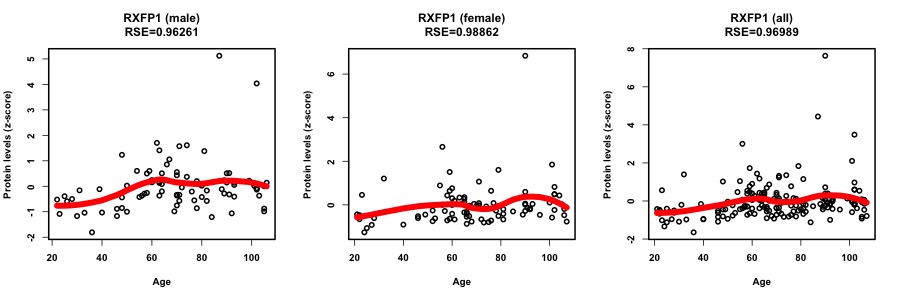 RXFP1 (male)
RSE=0.96261
Protein levels (z-score)
5
4
3
2
1
0
-1
-2
20 40 60 80 100
Age
RXFP1 (female)
RSE=0.98862
Protein levels (z-score)
6
4
2
0
20 40 60 80 100
Age
RXFP1 (all)
RSE=0.96989
Protein levels (z-score)
8
6
4
2
0
-2
20 40 60 80 100
Age